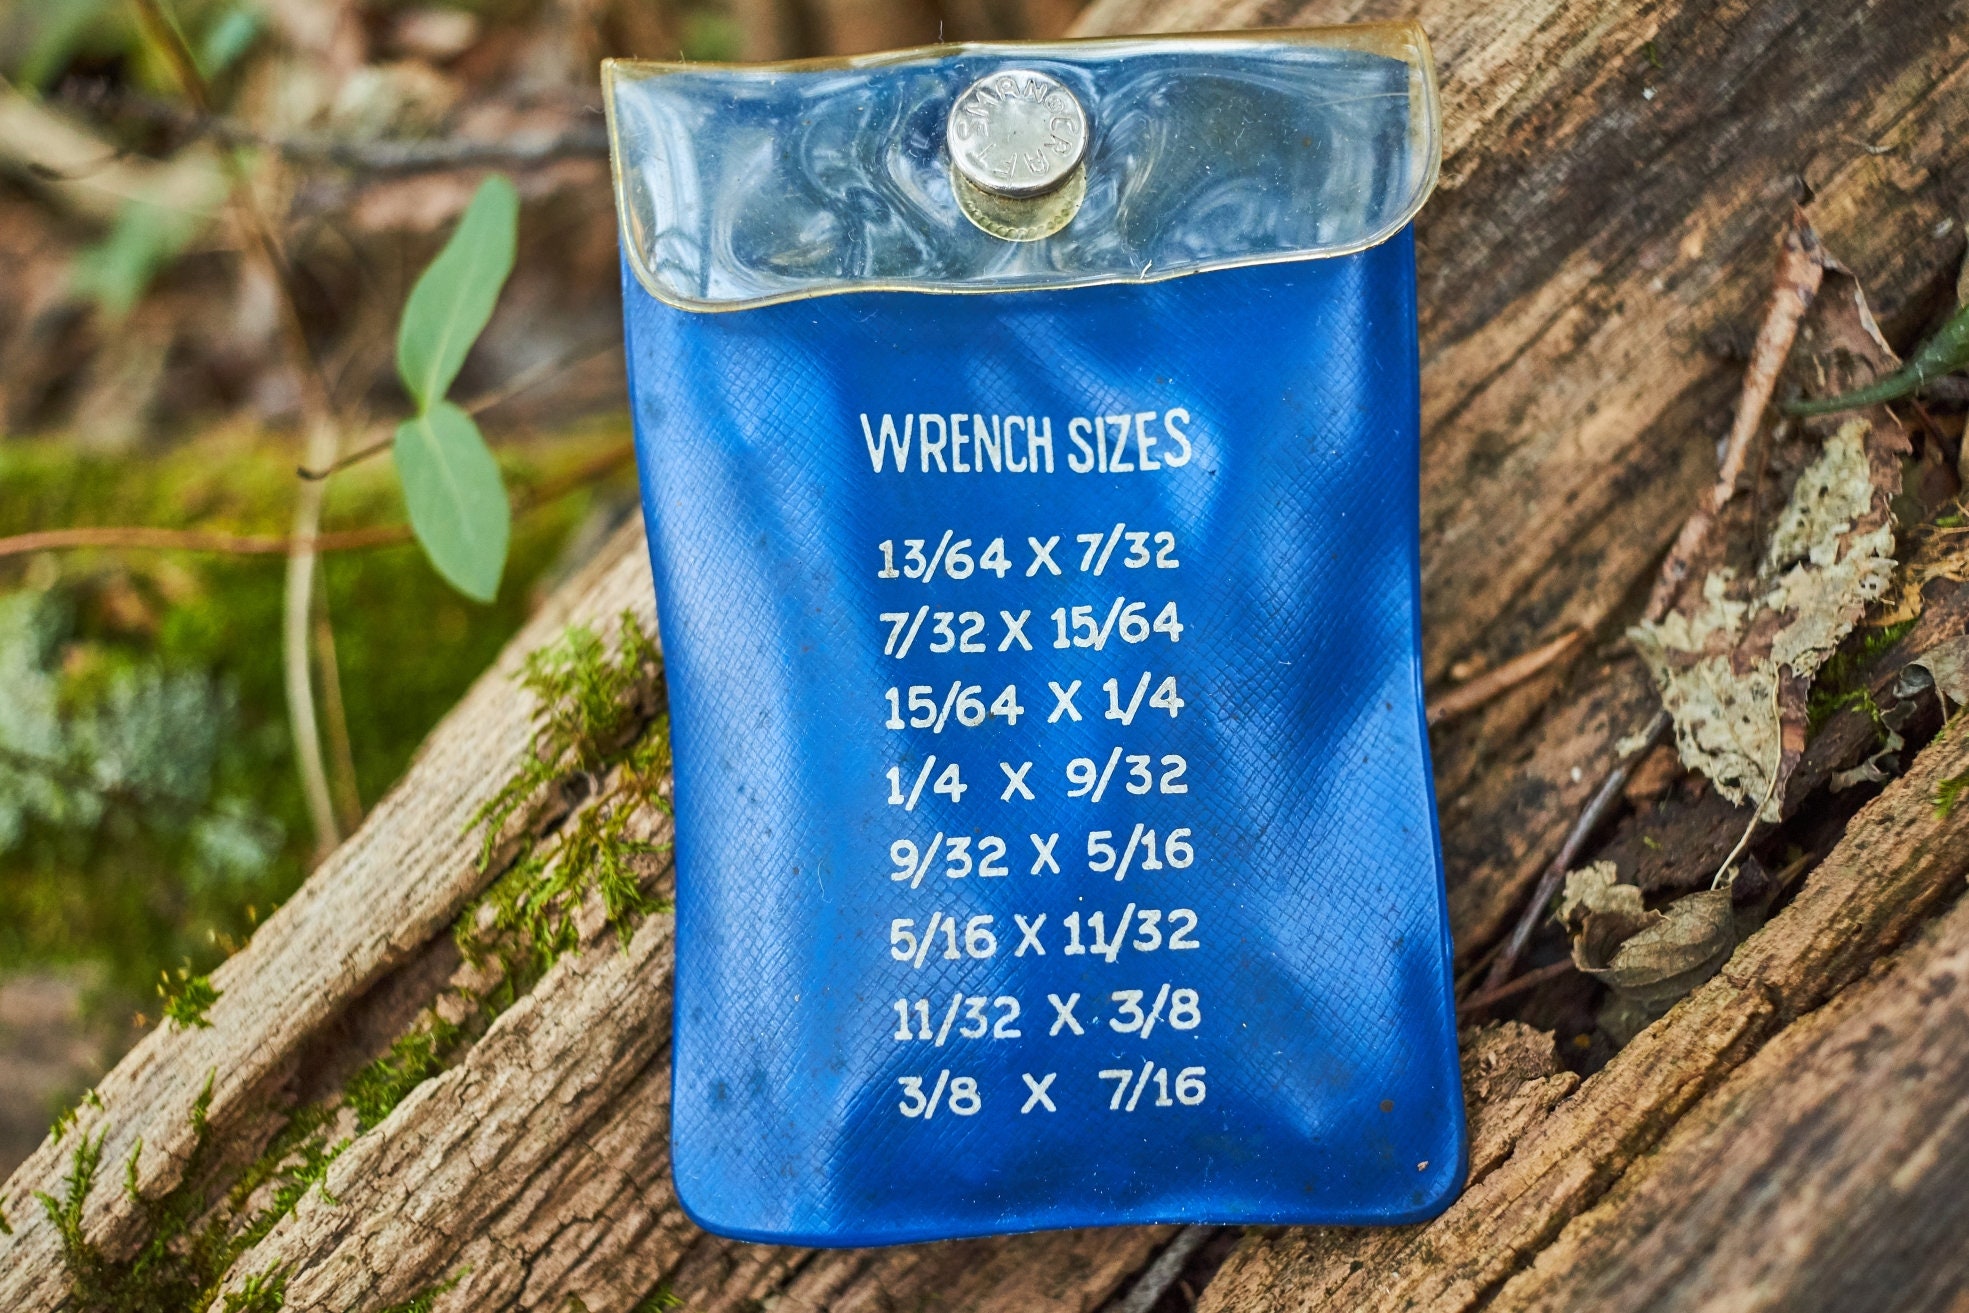 CRAFTSMAN
WRENCH SIZES
13/64 X 7/32
7/32 X 15/64
15/64 X 1/4
1/4 X 9/32
9/32 X 5/16
5/16 X 11/32
11/32 X 3/8
3/8 X 7/16